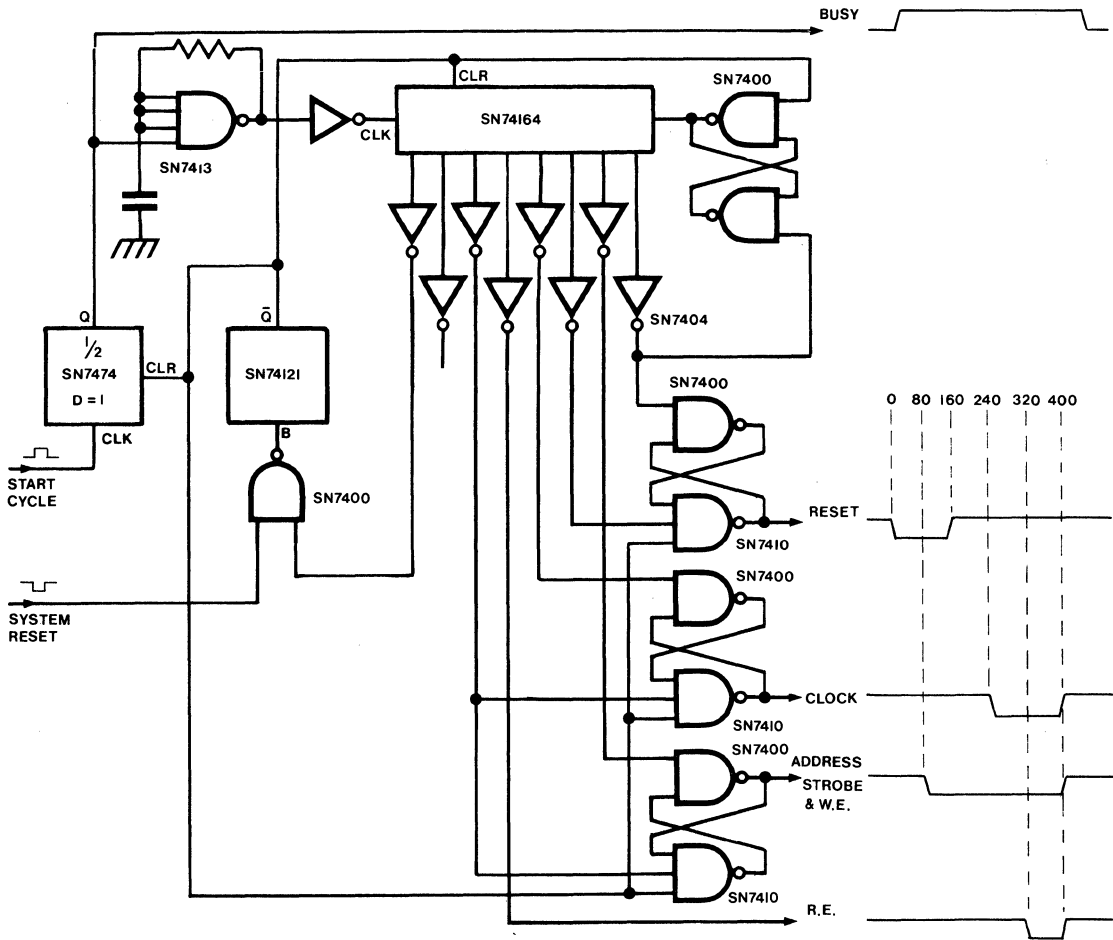 BUSY
SN7400
CLR
SN74164
CLK
SN7413
SN7404
Q
Q̄
1/2
SN7474
D = 1
CLR
SN74121
CLK
B
START
CYCLE
SN7400
SYSTEM
RESET
SN7400
0 80 160 240 320 400
RESET
SN7410
SN7400
CLOCK
SN7410
SN7400
ADDRESS
STROBE
& W.E.
SN7410
R.E.